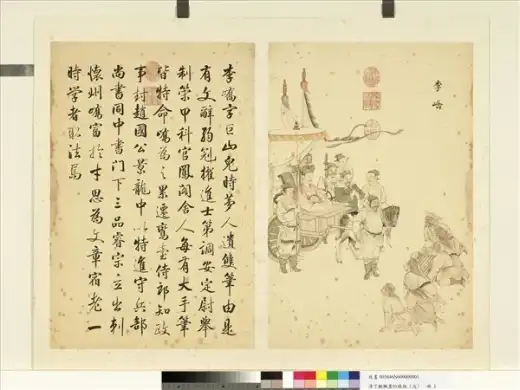 李嶠
李嶠字巨山兒時夢人遺雙筆由是
有文辭弱冠擢進士第調安定尉舉
制策甲科官鳳閣舍人每有大手筆
皆特命嶠為之累遷鸞臺侍郎知政
事封趙國公景龍中以特進守兵部
尚書同中書門下三品睿宗立出刺
懷州嶠富於才思為文章宿老一
時學者取法焉